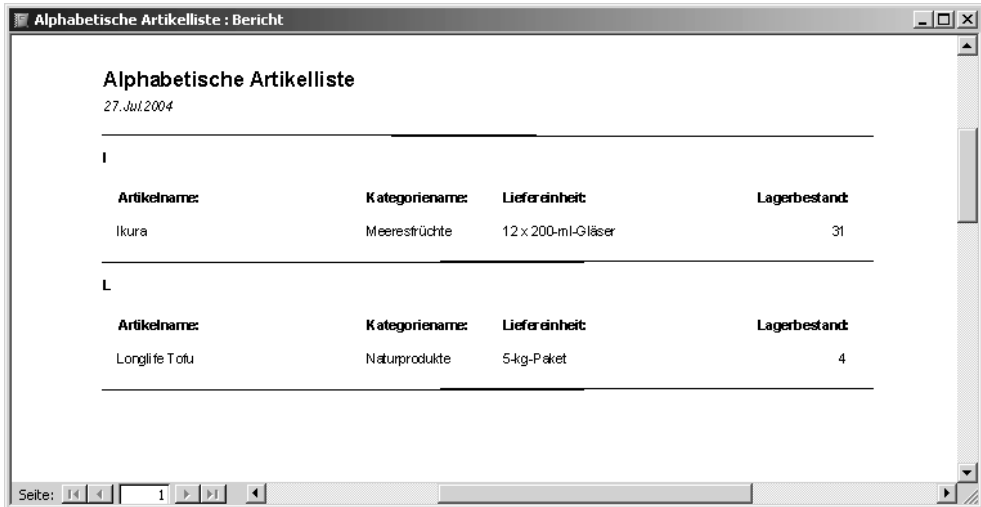 Alphabetische Artikelliste : Bericht
Alphabetische Artikelliste
27.Jul.2004
I
Artikelname: Kategoriename: Liefereinheit: Lagerbestand:
Ikura Meeresfrüchte 12 x 200-ml-Gläser 31
L
Artikelname: Kategoriename: Liefereinheit: Lagerbestand:
Longlife Tofu Naturprodukte 5-kg-Paket 4
Seite: 1